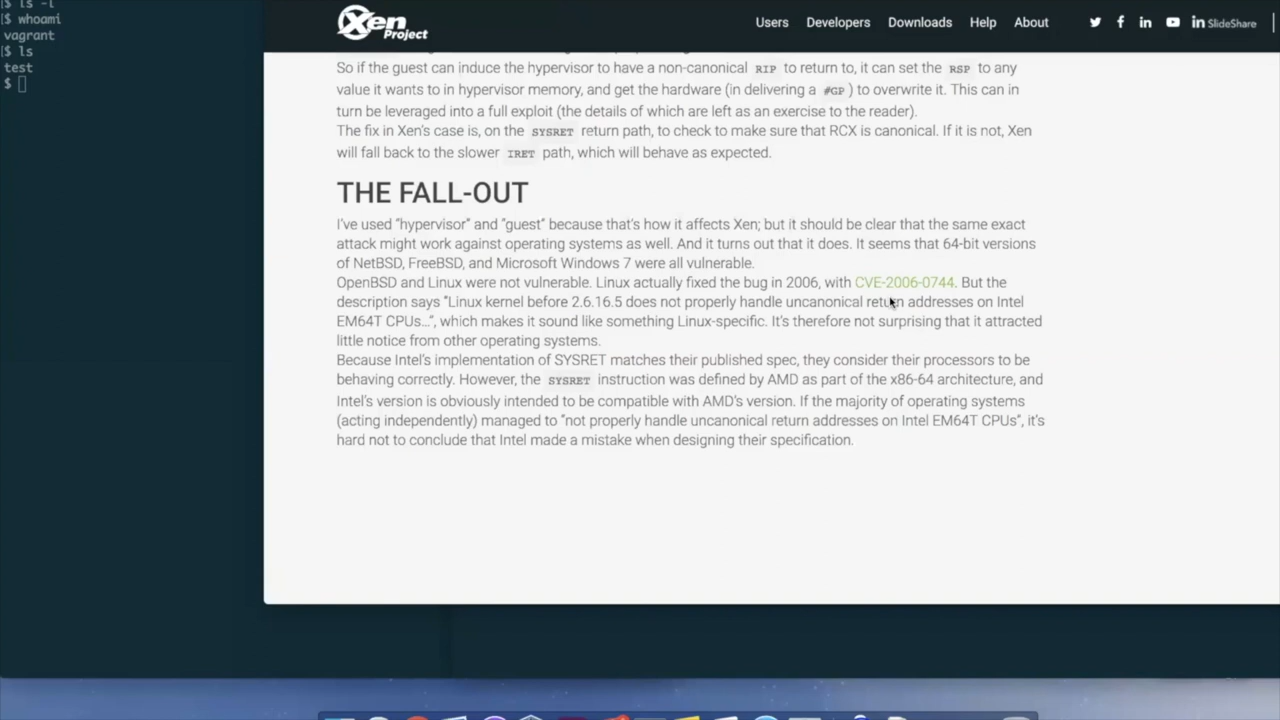 $ ls -l
[$ whoami
vagrant
[$ ls
test
$
Xen Project
Users Developers Downloads Help About SlideShare
So if the guest can induce the hypervisor to have a non-canonical RIP to return to, it can set the RSP to any
value it wants to in hypervisor memory, and get the hardware (in delivering a #GP ) to overwrite it. This can in
turn be leveraged into a full exploit (the details of which are left as an exercise to the reader).
The fix in Xen's case is, on the SYSRET return path, to check to make sure that RCX is canonical. If it is not, Xen
will fall back to the slower IRET path, which will behave as expected.
THE FALL-OUT
I've used "hypervisor" and "guest" because that's how it affects Xen; but it should be clear that the same exact
attack might work against operating systems as well. And it turns out that it does. It seems that 64-bit versions
of NetBSD, FreeBSD, and Microsoft Windows 7 were all vulnerable.
OpenBSD and Linux were not vulnerable. Linux actually fixed the bug in 2006, with CVE-2006-0744. But the
description says "Linux kernel before 2.6.16.5 does not properly handle uncanonical return addresses on Intel
EM64T CPUs...", which makes it sound like something Linux-specific. It's therefore not surprising that it attracted
little notice from other operating systems.
Because Intel's implementation of SYSRET matches their published spec, they consider their processors to be
behaving correctly. However, the SYSRET instruction was defined by AMD as part of the x86-64 architecture, and
Intel's version is obviously intended to be compatible with AMD's version. If the majority of operating systems
(acting independently) managed to "not properly handle uncanonical return addresses on Intel EM64T CPUs", it's
hard not to conclude that Intel made a mistake when designing their specification.